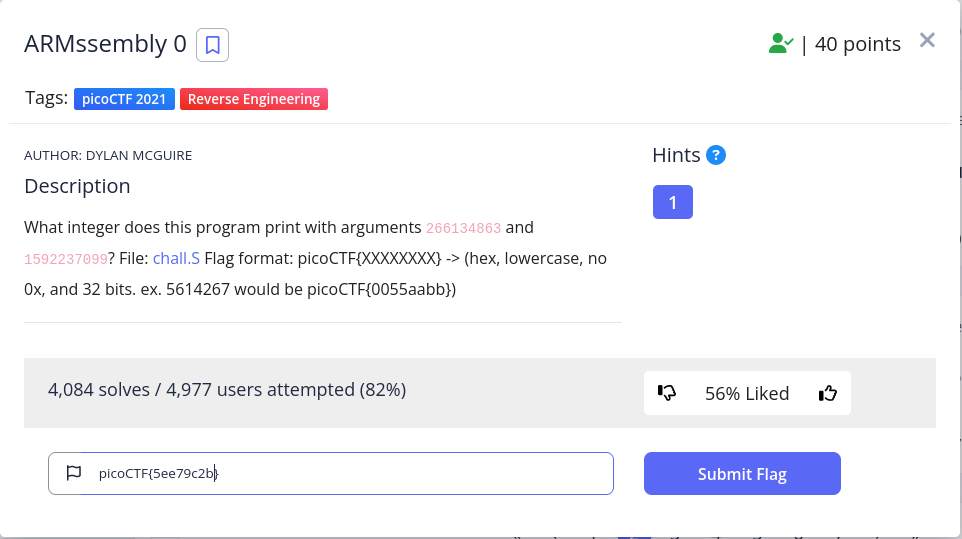 ARMssembly 0
| 40 points
Tags: picoCTF 2021 Reverse Engineering
AUTHOR: DYLAN MCGUIRE
Description
What integer does this program print with arguments 266134863 and
1592237099? File: chall.S Flag format: picoCTF{XXXXXXXX} -> (hex, lowercase, no
0x, and 32 bits. ex. 5614267 would be picoCTF{0055aabb})
Hints ?
1
4,084 solves / 4,977 users attempted (82%)
56% Liked
picoCTF{5ee79c2b}
Submit Flag